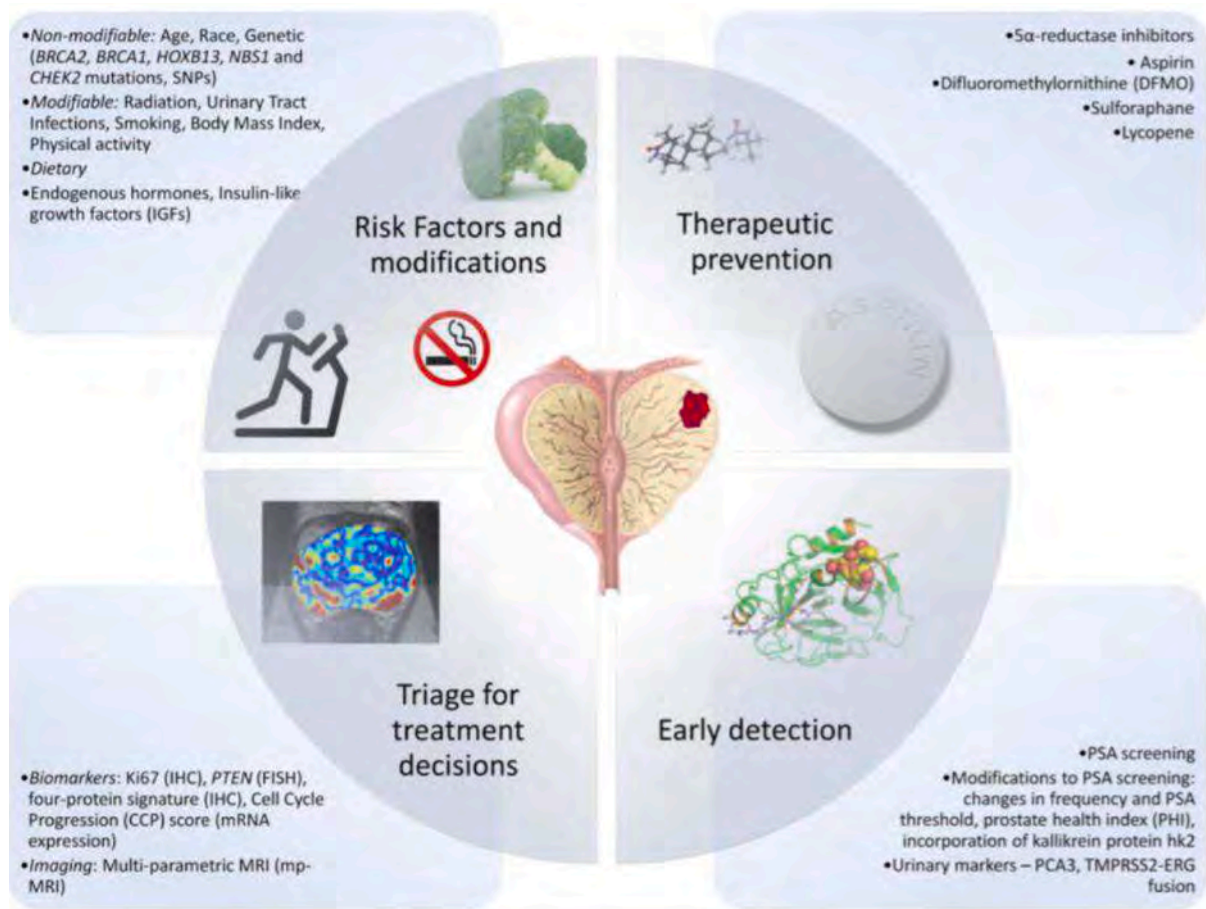 •Non-modifiable: Age, Race, Genetic
(BRCA2, BRCA1, HOXB13, NBS1 and
CHEK2 mutations, SNPs)
•Modifiable: Radiation, Urinary Tract
Infections, Smoking, Body Mass Index,
Physical activity
•Dietary
•Endogenous hormones, Insulin-like
growth factors (IGFs)
Risk Factors and
modifications
•5α-reductase inhibitors
• Aspirin
•Difluoromethylornithine (DFMO)
•Sulforaphane
•Lycopene
Therapeutic
prevention
ASPIRIN
Triage for
treatment
decisions
•Biomarkers: Ki67 (IHC), PTEN (FISH),
four-protein signature (IHC), Cell Cycle
Progression (CCP) score (mRNA
expression)
•Imaging: Multi-parametric MRI (mp-
MRI)
Early detection
•PSA screening
•Modifications to PSA screening:
changes in frequency and PSA
threshold, prostate health index (PHI),
incorporation of kallikrein protein hk2
•Urinary markers – PCA3, TMPRSS2-ERG
fusion